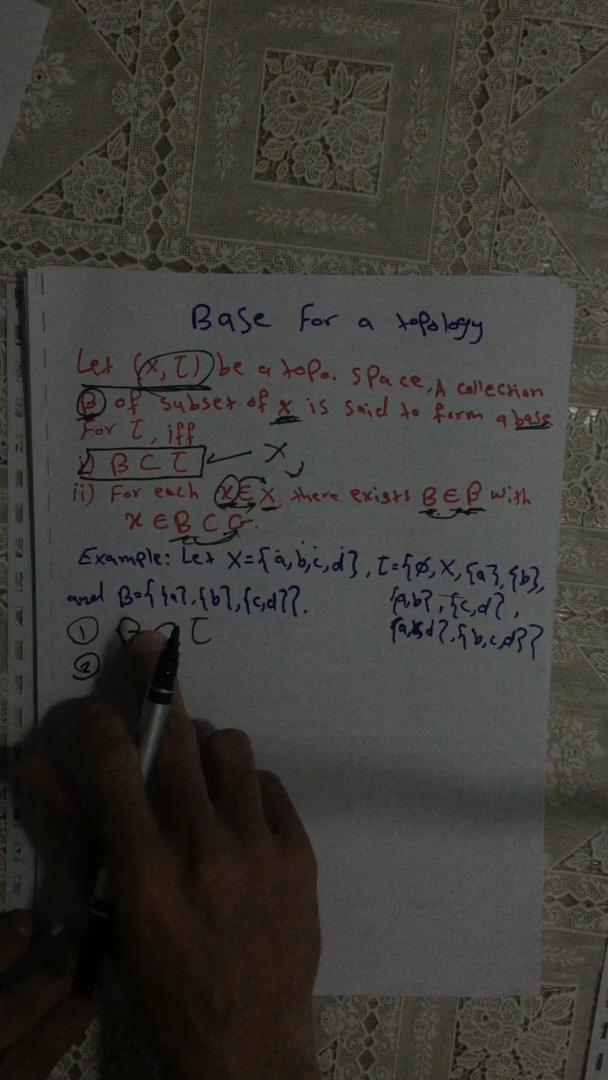 Base for a topology
Let (X, τ) be a topo. space, A collection
B of subset of X is said to form a base
For τ, iff
i) B ⊂ τ X,
ii) For each x ∈ X, there exists B ∈ B with
x ∈ B ⊂ G.
Example: Let X={a,b,c,d}, τ={ϕ, X, {a}, {b},
{a,b}, {c,d},
and B={{a},{b},{c,d}}.
d}, {b,c,d}}
① B τ
②